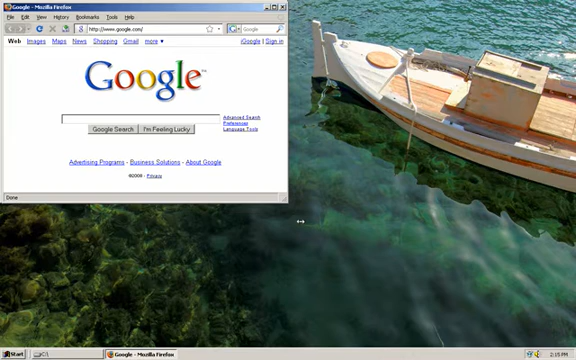 Google - Mozilla Firefox
File Edit View History Bookmarks Tools Help
http://www.google.com/
Google
Web Images Maps News Shopping Gmail more ▼ iGoogle | Sign in
Google™
Advanced Search
Preferences
Language Tools
Google Search I'm Feeling Lucky
Advertising Programs - Business Solutions - About Google
©2008 - Privacy
Done
Start C:\ Google - Mozilla Firefox 2:15 PM